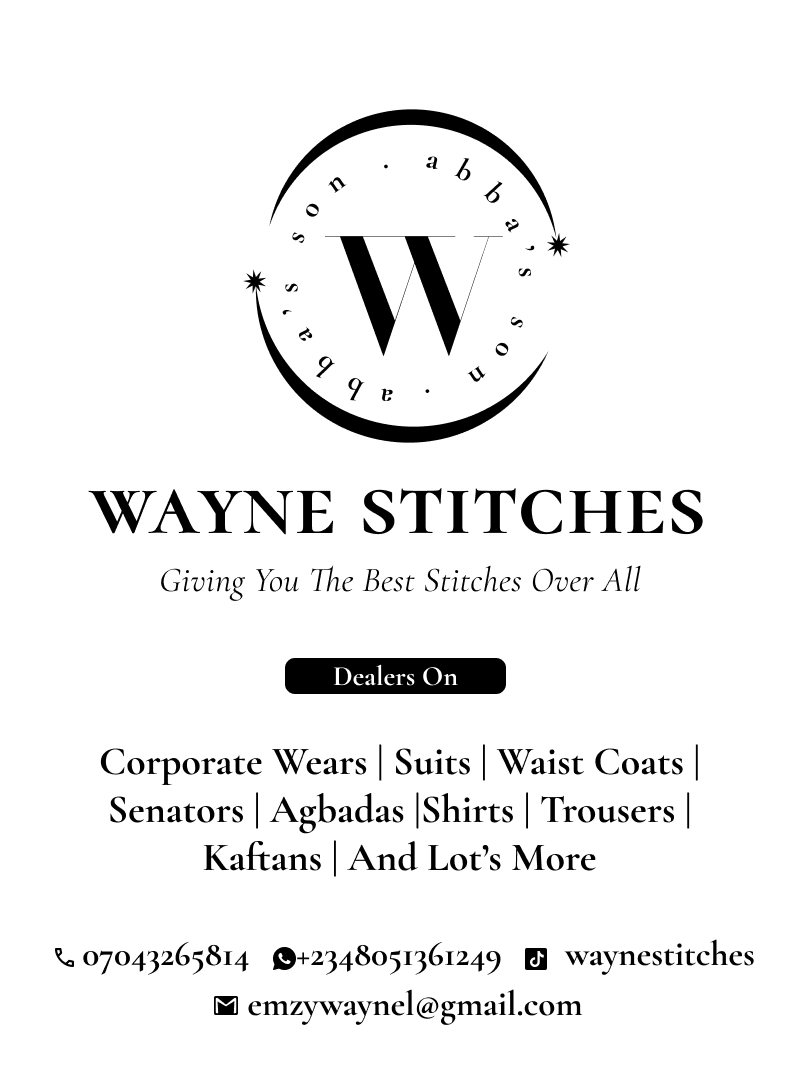 abba's son . abba's son .
W
WAYNE STITCHES
Giving You The Best Stitches Over All
Dealers On
Corporate Wears | Suits | Waist Coats |
Senators | Agbadas |Shirts | Trousers |
Kaftans | And Lot's More
07043265814 +2348051361249 waynestitches
emzywaynel@gmail.com